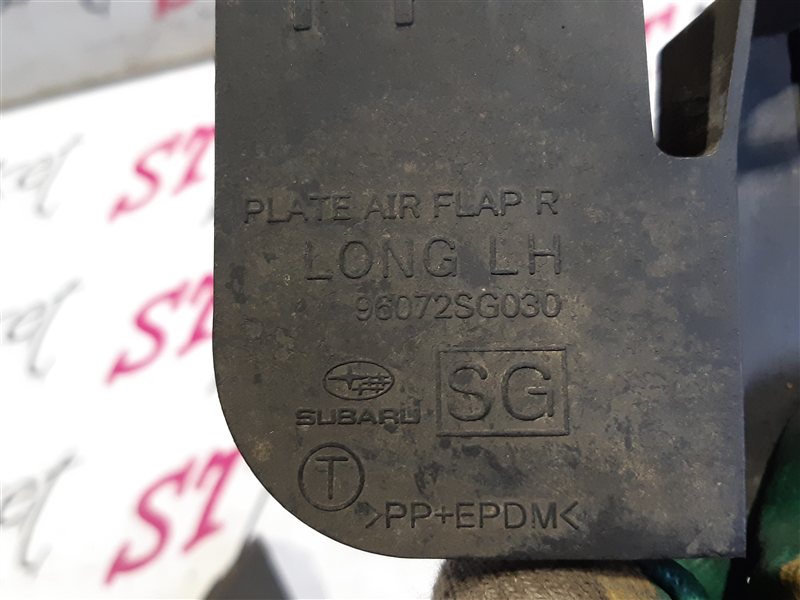 PLATE AIR FLAP R
LONG LH
96072SG030
SUBARU
SG
T
>PP+EPDM<